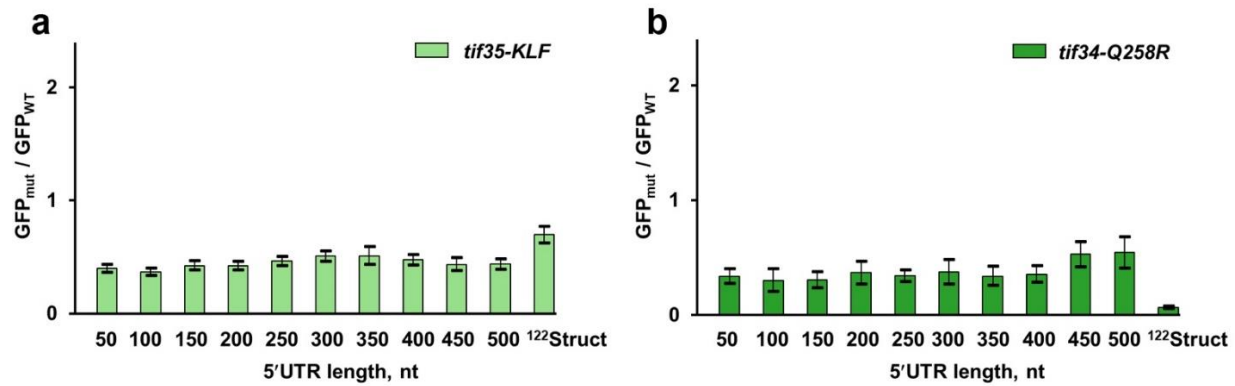 a
tif35-KLF
2
1
0
GFPmut / GFPWT
50 100 150 200 250 300 350 400 450 500 122Struct
5′UTR length, nt
b
tif34-Q258R
2
1
0
GFPmut / GFPWT
50 100 150 200 250 300 350 400 450 500 122Struct
5′UTR length, nt